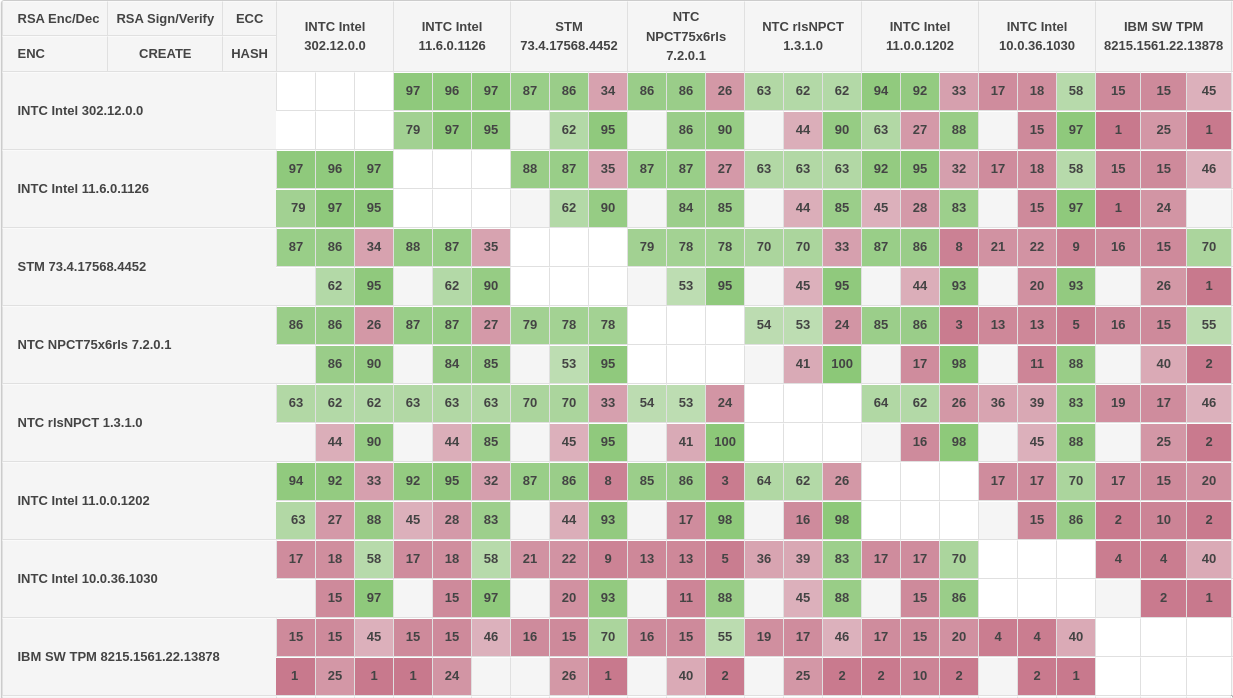 RSA Enc/Dec RSA Sign/Verify ECC
ENC CREATE HASH
INTC Intel 302.12.0.0
INTC Intel 11.6.0.1126
STM 73.4.17568.4452
NTC NPCT75x6rls 7.2.0.1
NTC rlsNPCT 1.3.1.0
INTC Intel 11.0.0.1202
INTC Intel 10.0.36.1030
IBM SW TPM 8215.1561.22.13878
INTC Intel 302.12.0.0
97 96 97 87 86 34 86 86 26 63 62 62 94 92 33 17 18 58 15 15 45
79 97 95 62 95 86 90 44 90 63 27 88 15 97 1 25 1
INTC Intel 11.6.0.1126
97 96 97 88 87 35 87 87 27 63 63 63 92 95 32 17 18 58 15 15 46
79 97 95 62 90 84 85 44 85 45 28 83 15 97 1 24
STM 73.4.17568.4452
87 86 34 88 87 35 79 78 78 70 70 33 87 86 8 21 22 9 16 15 70
62 95 62 90 53 95 45 95 44 93 20 93 26 1
NTC NPCT75x6rls 7.2.0.1
86 86 26 87 87 27 79 78 78 54 53 24 85 86 3 13 13 5 16 15 55
86 90 84 85 53 95 41 100 17 98 11 88 40 2
NTC rlsNPCT 1.3.1.0
63 62 62 63 63 63 70 70 33 54 53 24 64 62 26 36 39 83 19 17 46
44 90 44 85 45 95 41 100 16 98 45 88 25 2
INTC Intel 11.0.0.1202
94 92 33 92 95 32 87 86 8 85 86 3 64 62 26 17 17 70 17 15 20
63 27 88 45 28 83 44 93 17 98 16 98 15 86 2 10 2
INTC Intel 10.0.36.1030
17 18 58 17 18 58 21 22 9 13 13 5 36 39 83 17 17 70 4 4 40
15 97 15 97 20 93 11 88 45 88 15 86 2 1
IBM SW TPM 8215.1561.22.13878
15 15 45 15 15 46 16 15 70 16 15 55 19 17 46 17 15 20 4 4 40
1 25 1 1 24 26 1 40 2 25 2 2 10 2 2 1